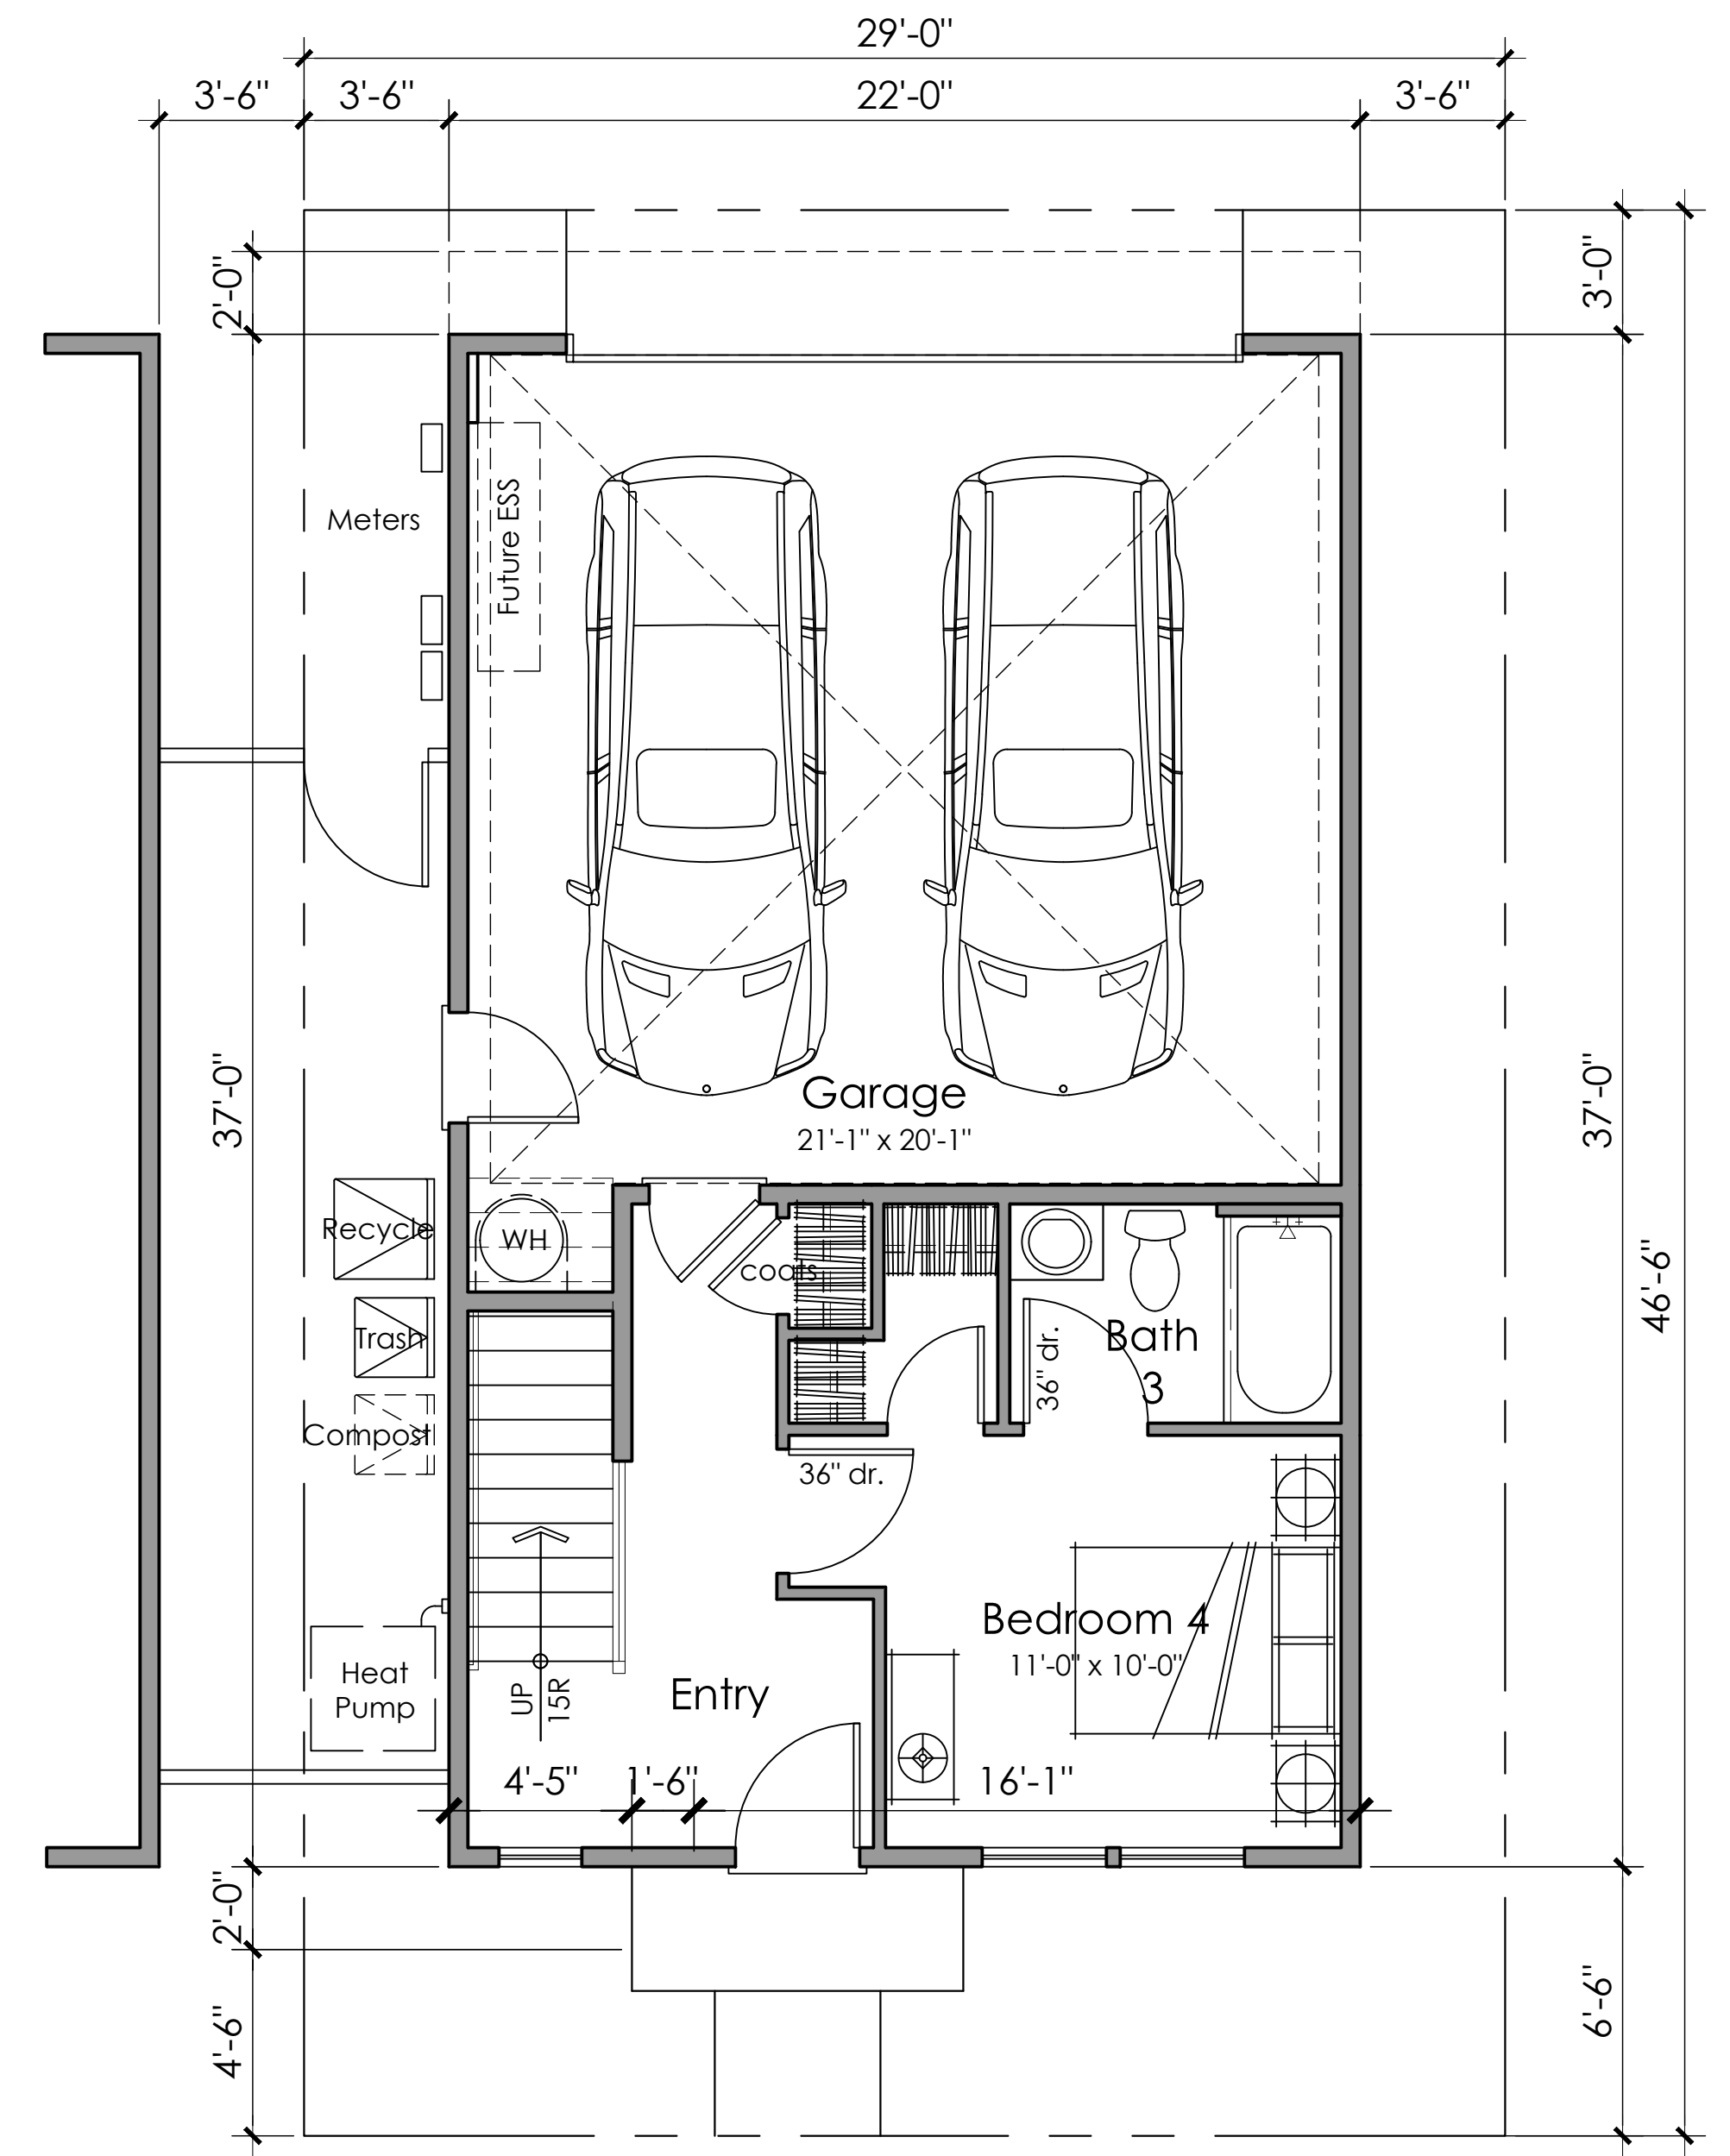 29'-0"
3'-6"
3'-6"
22'-0"
3'-6"
2'-0"
3'-0"
Meters
Future ESS
37'-0"
Garage
21'-1" x 20'-1"
37'-0"
46'-6"
Recycle
WH
coats
Trash
Bath
3
36" dr.
Compost
36" dr.
Bedroom 4
11'-0" x 10'-0"
Heat
Pump
UP
15R
Entry
4'-5"
1'-6"
16'-1"
2'-0"
4'-6"
6'-6"